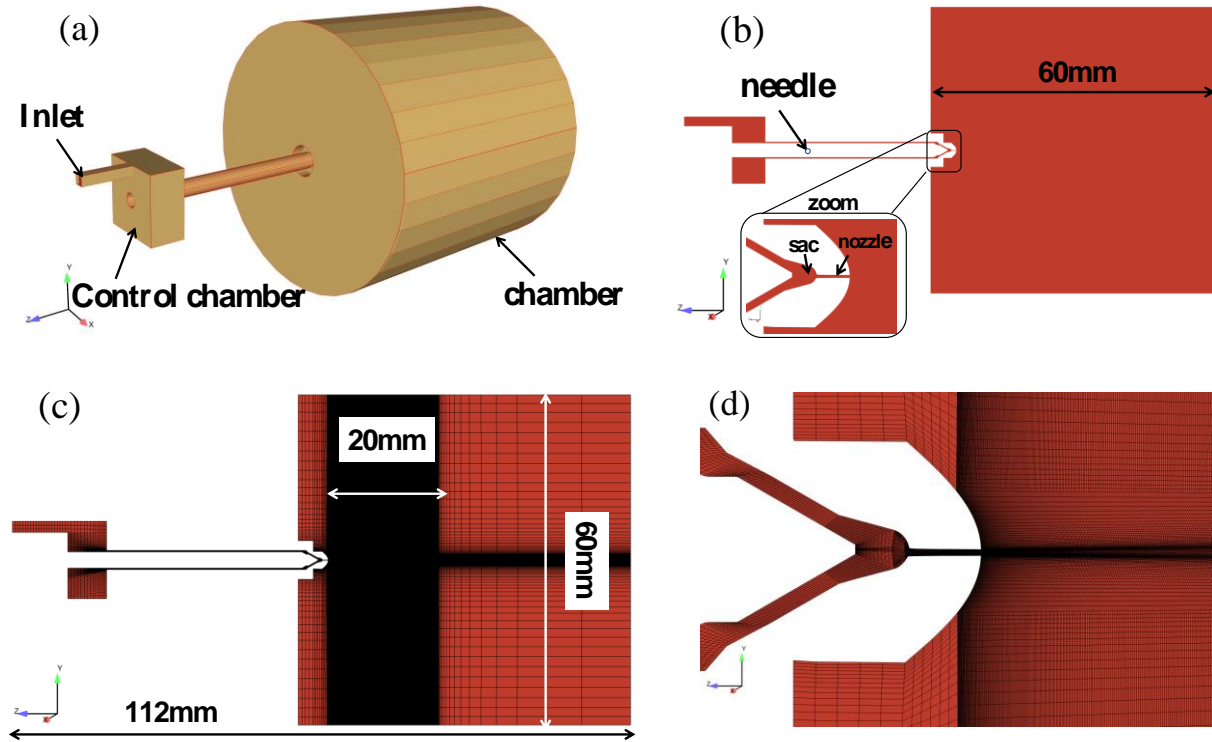 (a)
Inlet
Control chamber
chamber
Y
Z
X
(b)
needle
60mm
zoom
sac
nozzle
Y
Z
X
(c)
20mm
60mm
112mm
Y
Z
X
(d)
Y
Z
X